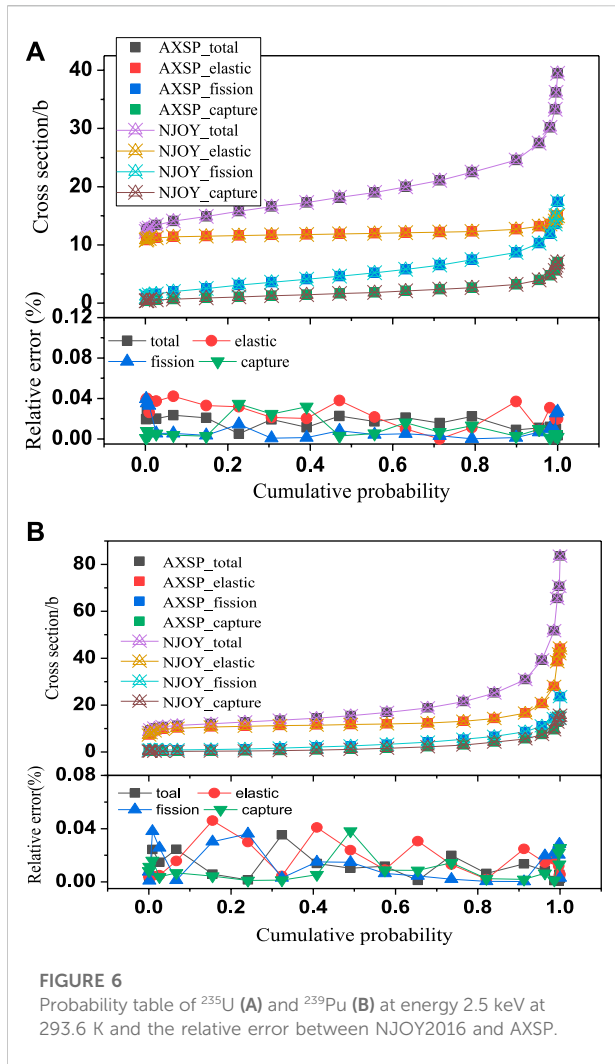 A
AXSP_total
AXSP_elastic
AXSP_fission
AXSP_capture
NJOY_total
NJOY_elastic
NJOY_fission
NJOY_capture
Cross section/b
40
30
20
10
0
Relative error (%)
0.12
0.08
0.04
0.00
total elastic
fission capture
0.0 0.2 0.4 0.6 0.8 1.0
Cumulative probability
B
AXSP_total
AXSP_elastic
AXSP_fission
AXSP_capture
NJOY_total
NJOY_elastic
NJOY_fission
NJOY_capture
Cross section/b
80
60
40
20
0
Relative error(%)
0.08
0.04
0.00
toal elastic
fission capture
0.0 0.2 0.4 0.6 0.8 1.0
Cumulative probability
FIGURE 6
Probability table of ²³⁵U (A) and ²³⁹Pu (B) at energy 2.5 keV at
293.6 K and the relative error between NJOY2016 and AXSP.